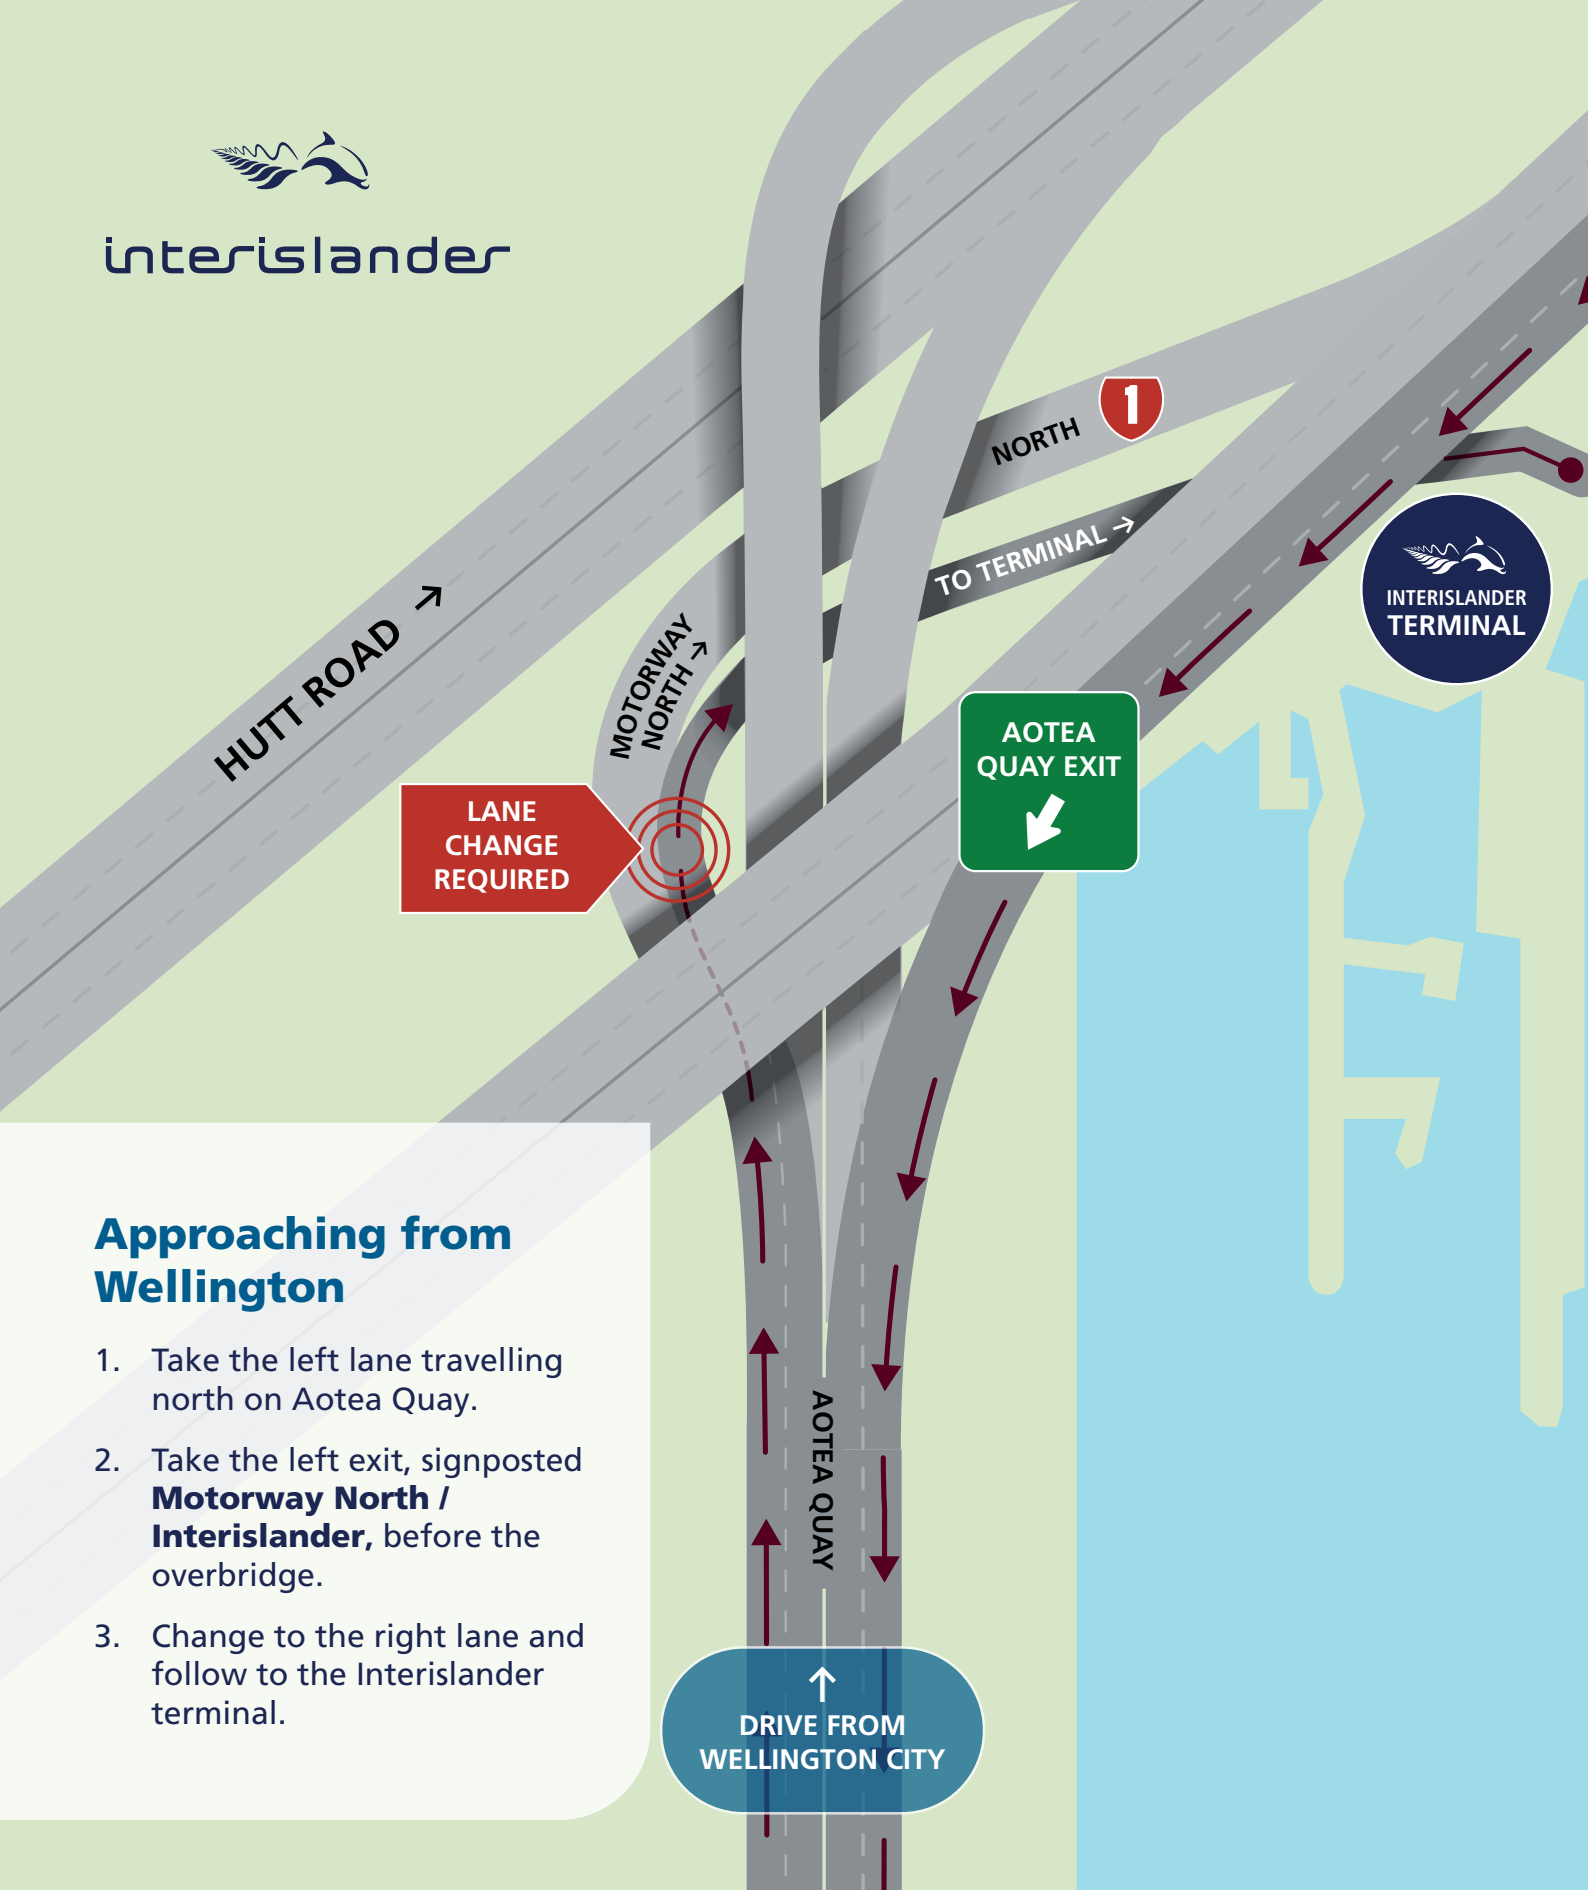 interislander
NORTH
1
TO TERMINAL →
INTERISLANDER
TERMINAL
HUTT ROAD →
MOTORWAY
NORTH →
AOTEA
QUAY EXIT
LANE
CHANGE
REQUIRED
Approaching from
Wellington
1. Take the left lane travelling
north on Aotea Quay.
2. Take the left exit, signposted
Motorway North /
Interislander, before the
overbridge.
3. Change to the right lane and
follow to the Interislander
terminal.
AOTEA QUAY
↑
DRIVE FROM
WELLINGTON CITY